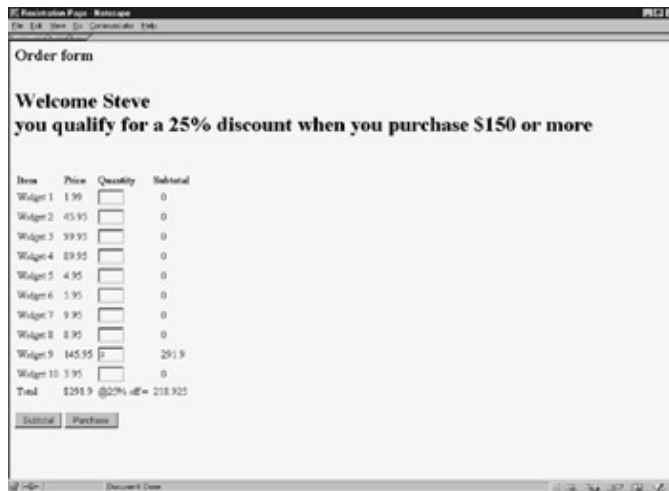 Registration Page - Netscape
File Edit View Go Communicator Help
Order form
Welcome Steve
you qualify for a 25% discount when you purchase $150 or more
Item Price Quantity Subtotal
Widget 1 1.99 0
Widget 2 45.95 0
Widget 3 99.95 0
Widget 4 89.95 0
Widget 5 4.95 0
Widget 6 5.95 0
Widget 7 9.95 0
Widget 8 8.95 0
Widget 9 145.95 2 291.9
Widget 10 3.95 0
Total $291.9 @25% off= 218.925
Subtotal Purchase
Document: Done